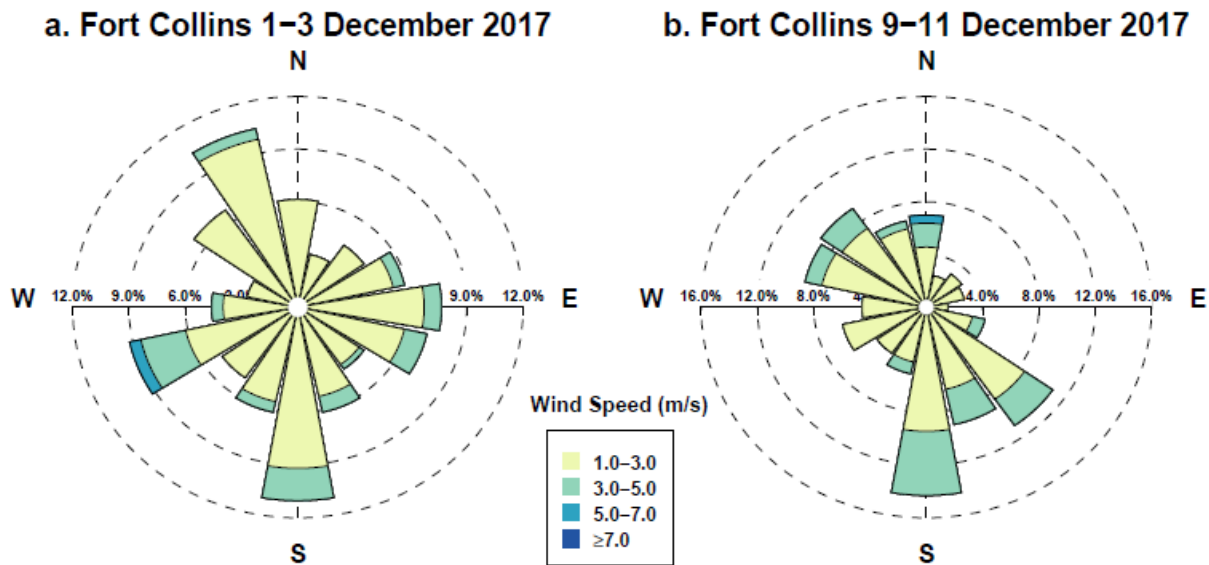 a. Fort Collins 1−3 December 2017
N
W
E
12.0% 9.0% 6.0% 9.0% 12.0%
S
b. Fort Collins 9−11 December 2017
N
W
E
16.0% 12.0% 8.0% 4.0% 8.0% 12.0% 16.0%
S
Wind Speed (m/s)
1.0−3.0
3.0−5.0
5.0−7.0
≥7.0